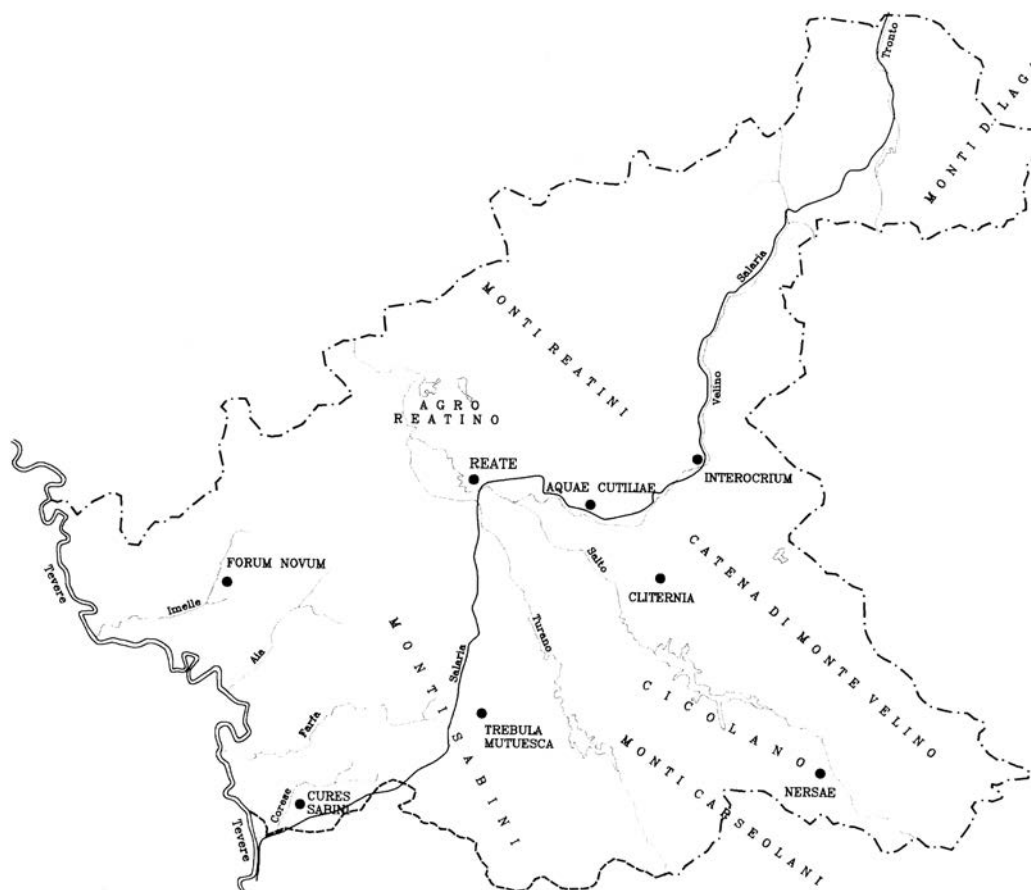 Tronto
MONTI D LAGA
Salaria
MONTI REATINI
Velino
AGRO
REATINO
REATE
AQUAE CUTILIAE
INTEROCRIUM
Tevere
FORUM NOVUM
Imelle
Salto
CLITERNIA
CATENA DI MONTE VELINO
Aia
MONTI SABINI
Salaria
Turano
CICOLANO
Farfa
TREBULA
MUTUESCA
MONTI CARSEOLANI
NERSAE
Corese
CURES
SABINI
Tevere